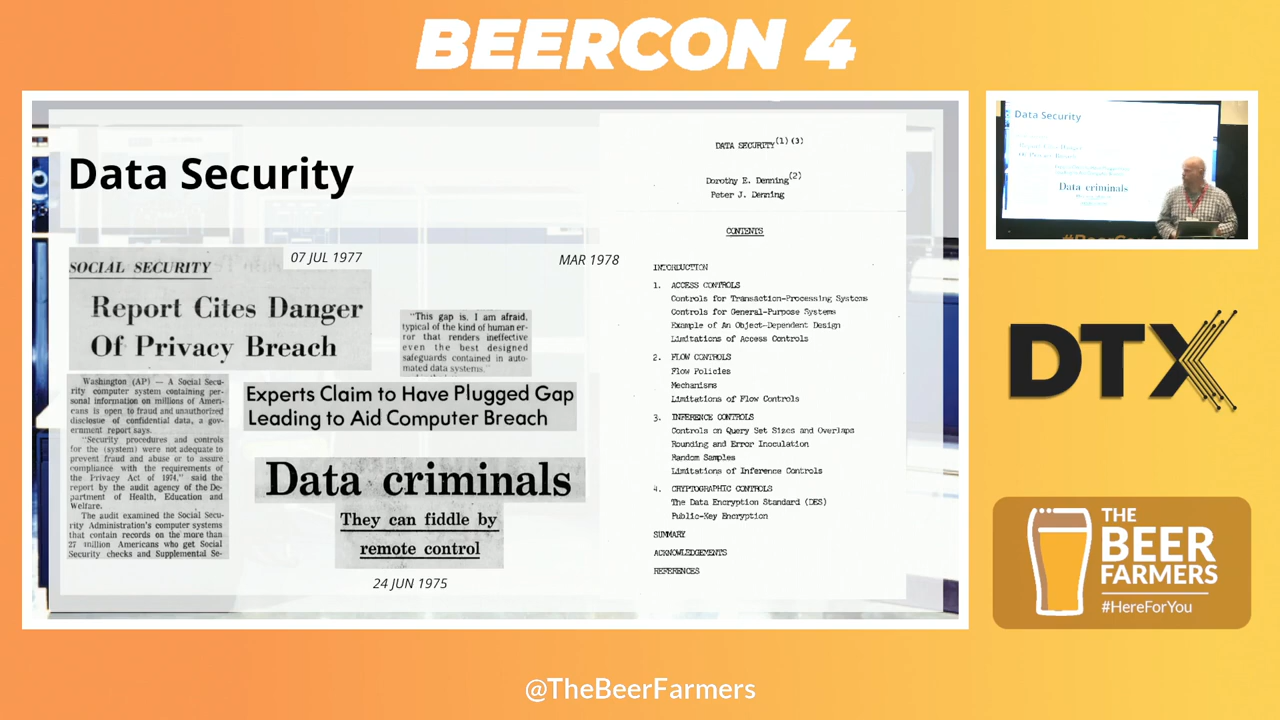 BEERCON 4
Data Security
07 JUL 1977
SOCIAL SECURITY
Report Cites Danger
Of Privacy Breach
Washington (AP) — A Social Secu-
rity computer system containing per-
sonal information on millions of Ameri-
cans is open to fraud and unauthorized
disclosure of confidential data, a gov-
ernment report says.
"Security procedures and controls
for the (system) were not adequate to
prevent fraud and abuse or to assure
compliance with the requirements of
the Privacy Act of 1974," said the
report by the audit agency of the De-
partment of Health, Education and
Welfare.
The audit examined the Social Secu-
rity Administration's computer systems
that contain records on the more than
27 million Americans who get Social
Security checks and Supplemental Se-
"This gap is, I am afraid,
typical of the kind of human er-
ror that renders ineffective
even the best designed
safeguards contained in auto-
mated data systems."
Experts Claim to Have Plugged Gap
Leading to Aid Computer Breach
Data criminals
They can fiddle by
remote control
24 JUN 1975
MAR 1978
DATA SECURITY(1)(3)
Dorothy E. Denning(2)
Peter J. Denning
CONTENTS
INTRODUCTION
1. ACCESS CONTROLS
Controls for Transaction-Processing Systems
Controls for General-Purpose Systems
Example of An Object-Dependent Design
Limitations of Access Controls
2. FLOW CONTROLS
Flow Policies
Mechanisms
Limitations of Flow Controls
3. INFERENCE CONTROLS
Controls on Query Set Sizes and Overlaps
Rounding and Error Inoculation
Random Samples
Limitations of Inference Controls
4. CRYPTOGRAPHIC CONTROLS
The Data Encryption Standard (DES)
Public-Key Encryption
SUMMARY
ACKNOWLEDGEMENTS
REFERENCES
Data Security
Report Cites Danger
Of Privacy Breach
Data criminals
DTX
THE
BEER
FARMERS
#HereForYou
@TheBeerFarmers